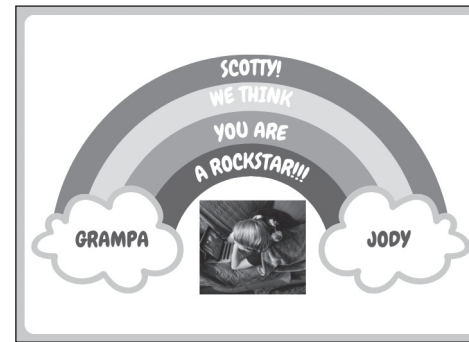 SCOTTY!
WE THINK
YOU ARE
A ROCKSTAR!!!
GRAMPA
JODY